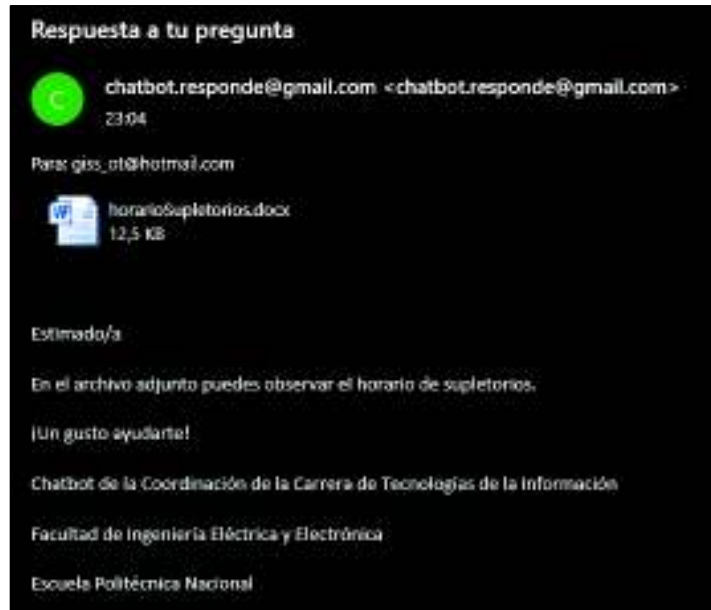 Respuesta a tu pregunta
C
chatbot.responde@gmail.com <chatbot.responde@gmail.com>
23:04
Para: giss_ot@hotmail.com
horarioSupletorios.docx
12,5 KB
Estimado/a
En el archivo adjunto puedes observar el horario de supletorios.
¡Un gusto ayudarte!
Chatbot de la Coordinación de la Carrera de Tecnologías de la Información
Facultad de Ingeniería Eléctrica y Electrónica
Escuela Politécnica Nacional